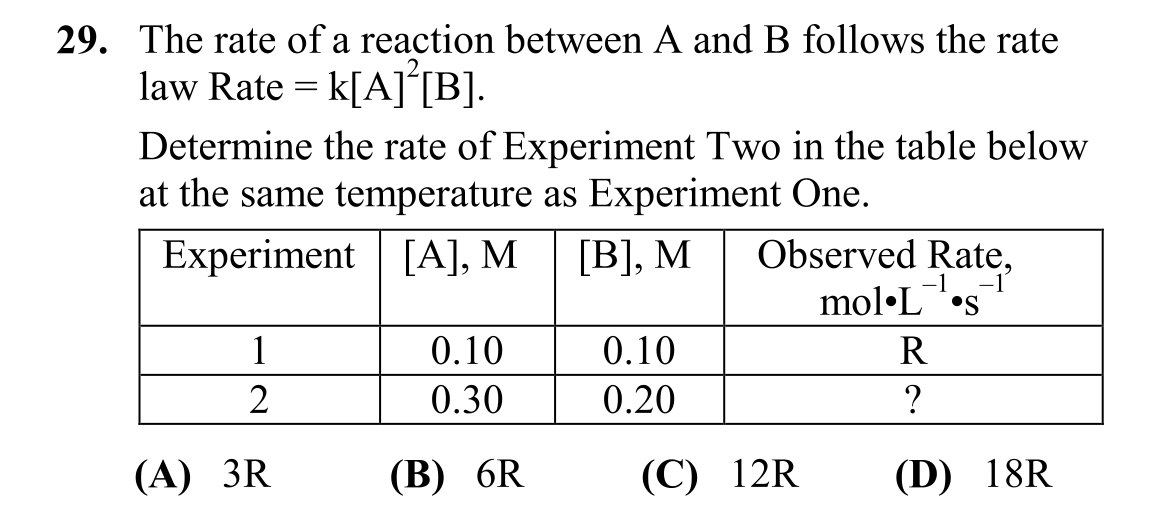 29. The rate of a reaction between A and B follows the rate
law Rate = k[A]²[B].
Determine the rate of Experiment Two in the table below
at the same temperature as Experiment One.
Experiment [A], M [B], M Observed Rate,
mol•L⁻¹•s⁻¹
1 0.10 0.10 R
2 0.30 0.20 ?
(A) 3R (B) 6R (C) 12R (D) 18R